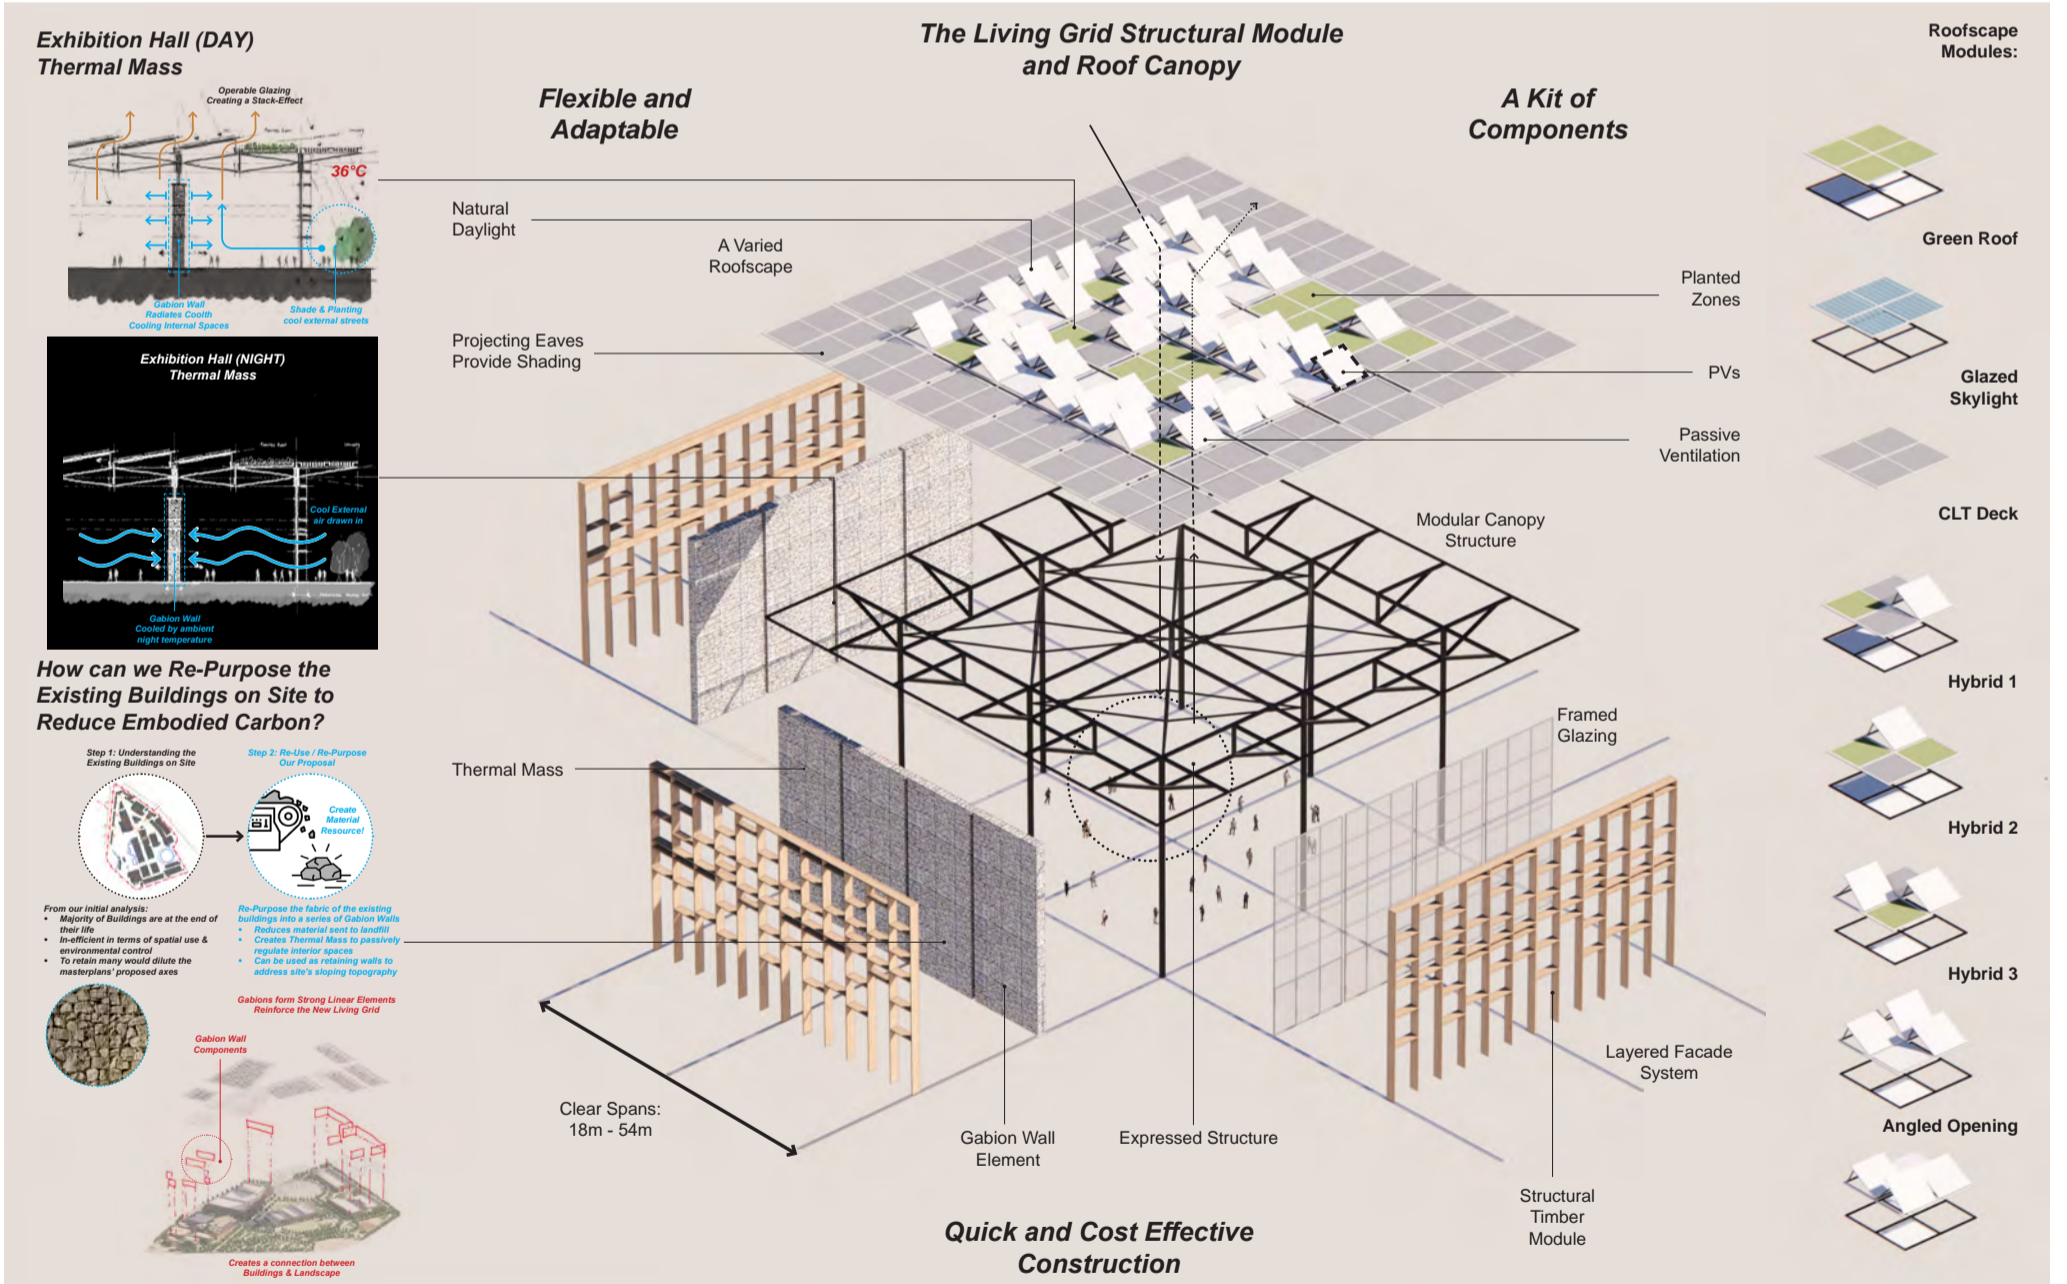 Exhibition Hall (DAY)
Thermal Mass
Operable Glazing
Creating a Stack-Effect
36°C
Gabion Wall
Radiates Coolth
Cooling Internal Spaces
Shade & Planting
cool external streets
Exhibition Hall (NIGHT)
Thermal Mass
Cool External
air drawn in
Gabion Wall
Cooled by ambient
night temperature
How can we Re-Purpose the
Existing Buildings on Site to
Reduce Embodied Carbon?
Step 1: Understanding the
Existing Buildings on Site
Step 2: Re-Use / Re-Purpose
Our Proposal
Create
Material
Resource!
From our initial analysis:
• Majority of Buildings are at the end of
their life
• In-efficient in terms of spatial use &
environmental control
• To retain many would dilute the
masterplans' proposed axes
Re-Purpose the fabric of the existing
buildings into a series of Gabion Walls
• Reduces material sent to landfill
• Creates Thermal Mass to passively
regulate interior spaces
• Can be used as retaining walls to
address site's sloping topography
Gabions form Strong Linear Elements
Reinforce the New Living Grid
Gabion Wall
Components
Creates a connection between
Buildings & Landscape
The Living Grid Structural Module
and Roof Canopy
Flexible and
Adaptable
A Kit of
Components
Natural
Daylight
A Varied
Roofscape
Projecting Eaves
Provide Shading
Planted
Zones
PVs
Passive
Ventilation
Modular Canopy
Structure
Framed
Glazing
Thermal Mass
Layered Facade
System
Clear Spans:
18m - 54m
Gabion Wall
Element
Expressed Structure
Structural
Timber
Module
Quick and Cost Effective
Construction
Roofscape
Modules:
Green Roof
Glazed
Skylight
CLT Deck
Hybrid 1
Hybrid 2
Hybrid 3
Angled Opening